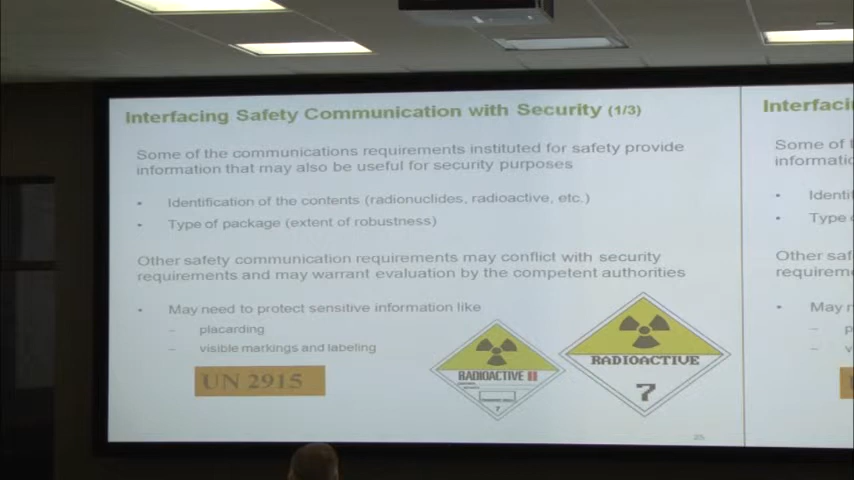 Interfacing Safety Communication with Security (1/3)
Some of the communications requirements instituted for safety provide
information that may also be useful for security purposes
• Identification of the contents (radionuclides, radioactive, etc.)
• Type of package (extent of robustness)
Other safety communication requirements may conflict with security
requirements and may warrant evaluation by the competent authorities
• May need to protect sensitive information like
– placarding
– visible markings and labeling
UN 2915
RADIOACTIVE II
7
RADIOACTIVE
7
25
Interfaci
Some of t
informatio
• Identifi
• Type o
Other saf
requireme
• May n
– p
– v